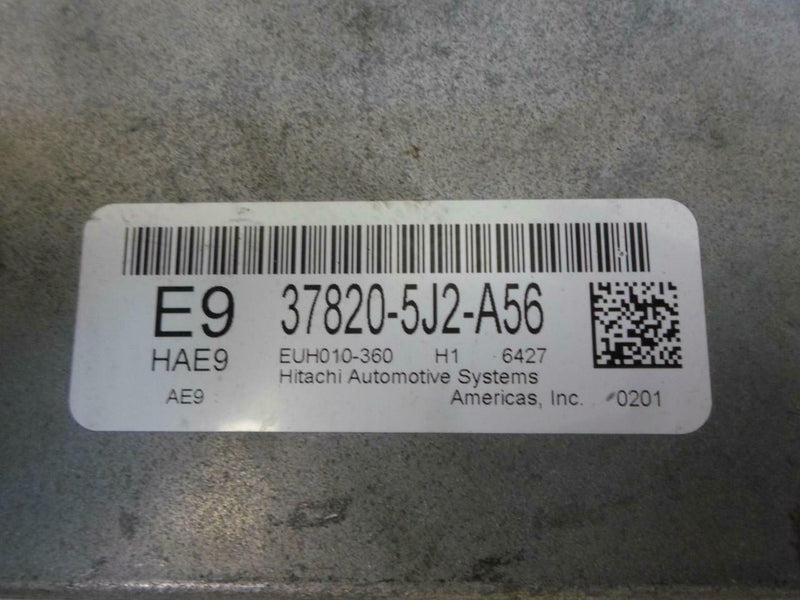 E9 37820-5J2-A56
HAE9 EUH010-360 H1 6427
Hitachi Automotive Systems
AE9 Americas, Inc. 0201